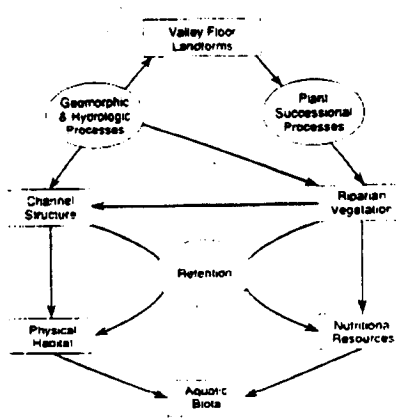 Valley Floor
Landforms
Geomorphic
& Hydrologic
Processes
Plant
Successional
Processes
Channel
Structure
Riparian
Vegetation
Retention
Physical
Habitat
Nutritional
Resources
Aquatic
Biota